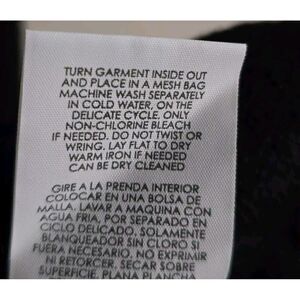 TURN GARMENT INSIDE OUT
AND PLACE IN A MESH BAG
MACHINE WASH SEPARATELY
IN COLD WATER, ON THE
DELICATE CYCLE. ONLY
NON-CHLORINE BLEACH
IF NEEDED. DO NOT TWIST OR
WRING. LAY FLAT TO DRY
WARM IRON IF NEEDED
CAN BE DRY CLEANED
GIRE A LA PRENDA INTERIOR
COLOCAR EN UNA BOLSA DE
MALLA. LAVAR A MAQUINA CON
AGUA FRIA, POR SEPARADO EN
CICLO DELICADO, SOLAMENTE
BLANQUEADOR SIN CLORO SI
FUERA NECESARIO. NO EXPRIMIR
NI RETORCER. SECAR SOBRE
SUPERFICIE. PLANA PLANCHA